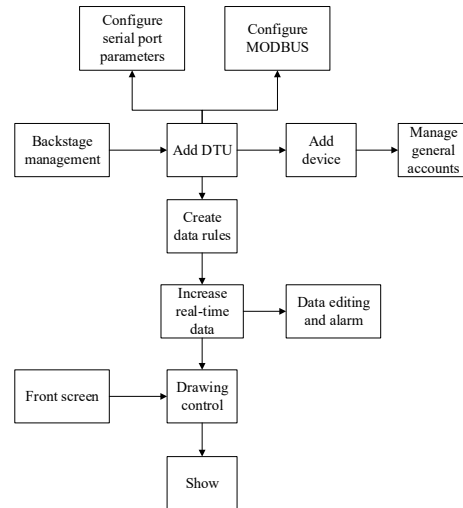 Configure
serial port
parameters
Configure
MODBUS
Backstage
management
Add DTU
Add
device
Manage
general
accounts
Create
data rules
Increase
real-time
data
Data editing
and alarm
Front screen
Drawing
control
Show